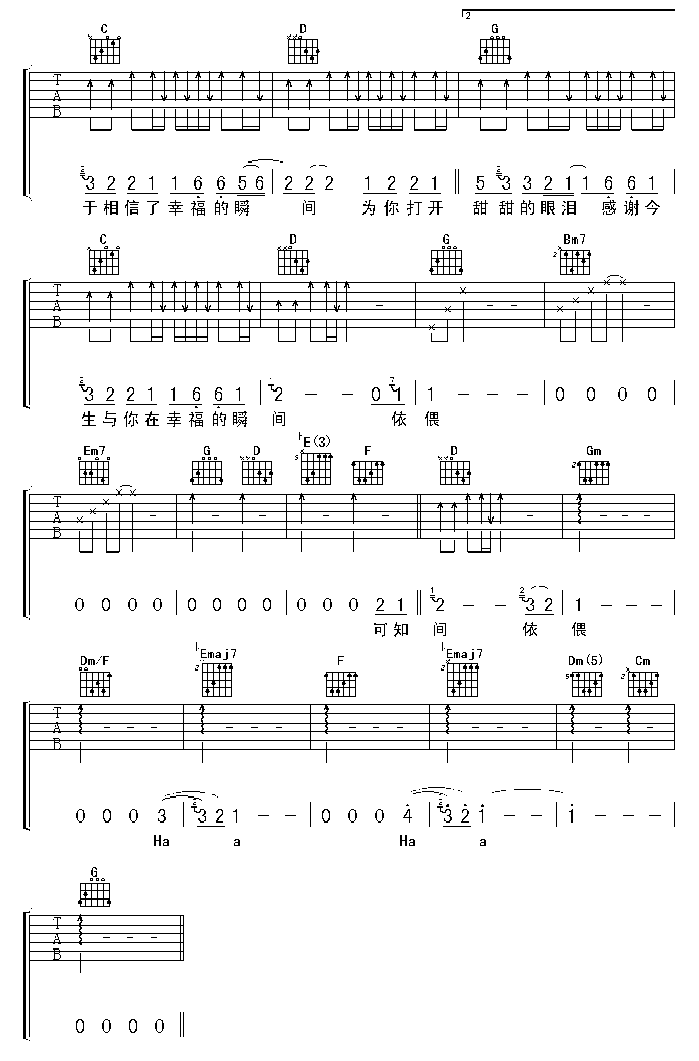 2
C D G
T A B
3 2 2 1 1 6 6 5 6 2 2 2 1 2 2 1 5 3 3 2 1 1 6 6 1
于相信了幸福的瞬 间 为你打开 甜甜的眼泪 感谢今
C D G Bm7
T A B
3 2 2 1 1 6 6 1 2 - - 0 1 1 - - - 0 0 0 0
生与你在幸福的瞬 间 依 偎
Em7 G D ♭E(3) F D Gm
T A B
0 0 0 0 0 0 0 0 0 0 0 2 1 2 - - 3 2 1 - - -
可知 间 依 偎
Dm/F ♭Emaj7 F ♭Emaj7 Dm(5) Cm
T A B
0 0 0 3 3 2 1 - - 0 0 0 4 3 2 1 - - 1 - - -
Ha a Ha a
G
T A B
0 0 0 0